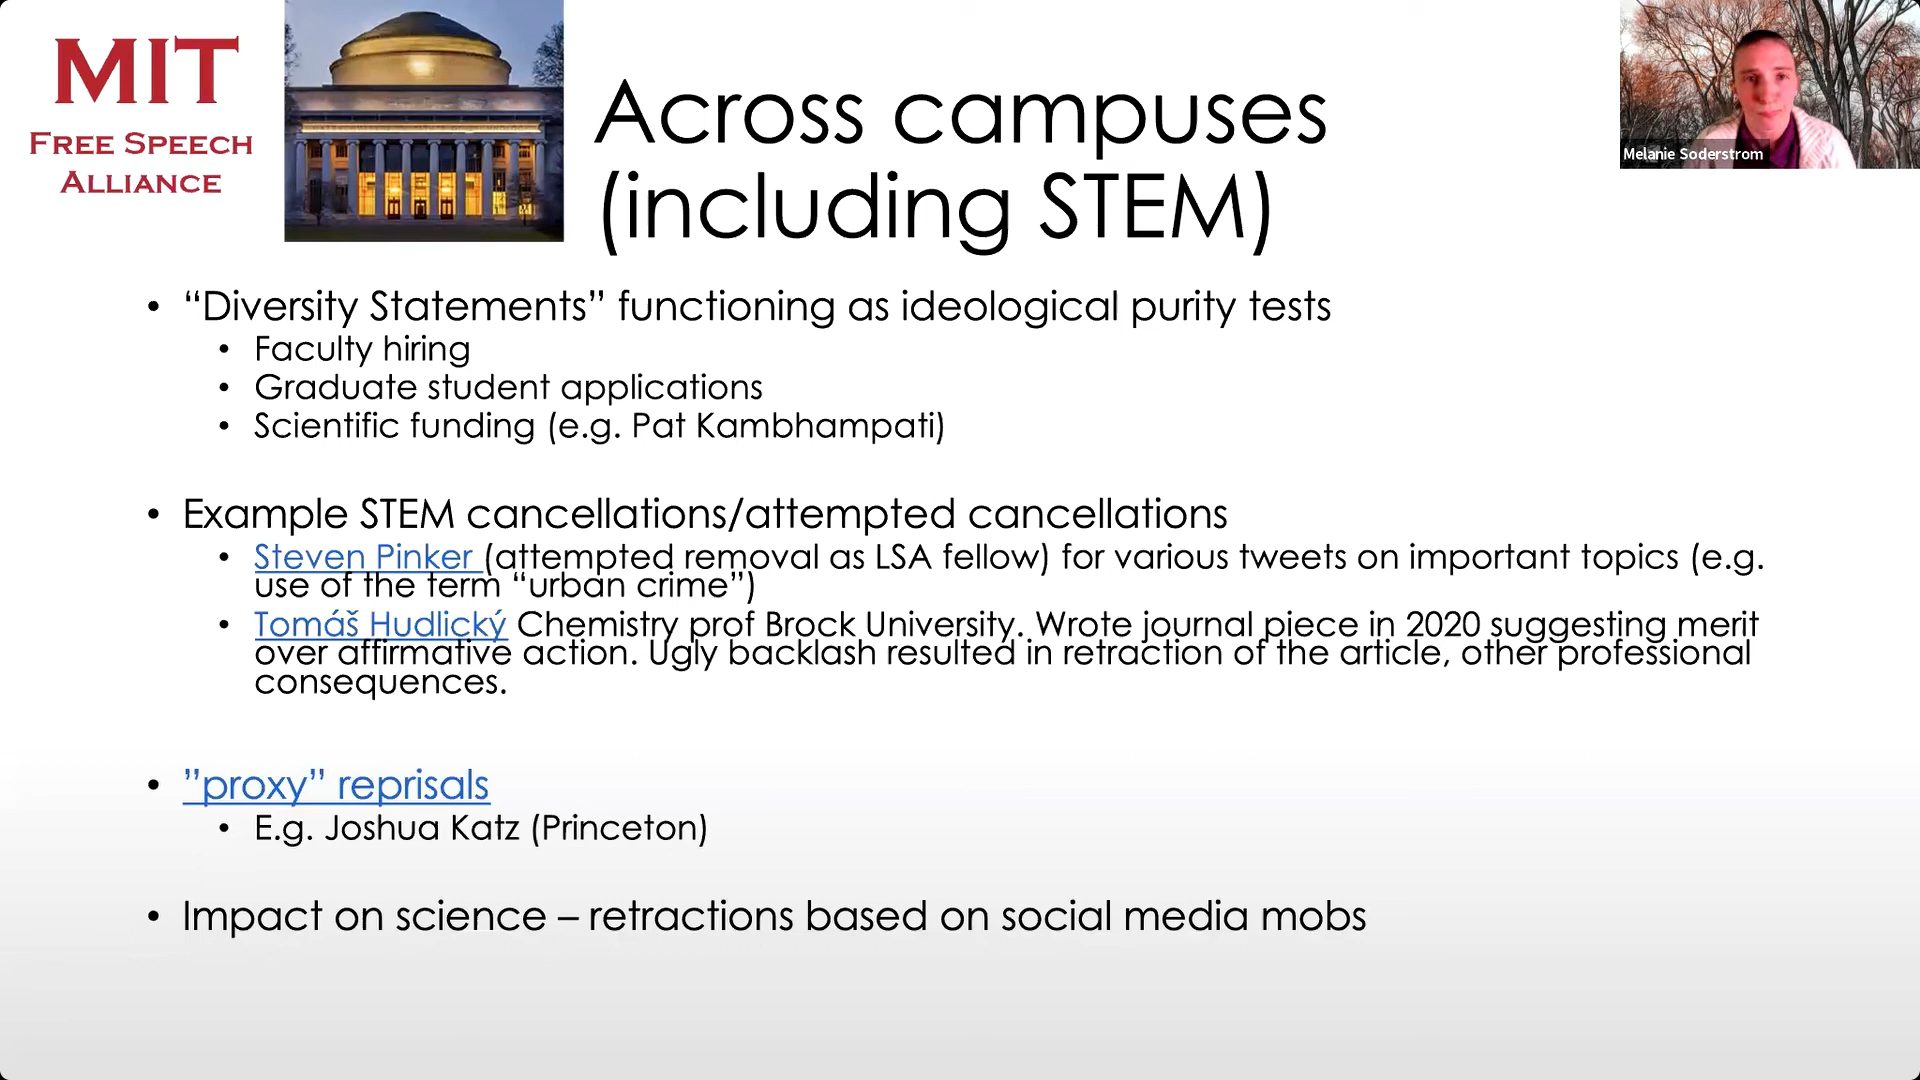 MIT
FREE SPEECH
ALLIANCE
Across campuses
(including STEM)
Melanie Soderstrom
• “Diversity Statements” functioning as ideological purity tests
• Faculty hiring
• Graduate student applications
• Scientific funding (e.g. Pat Kambhampati)
• Example STEM cancellations/attempted cancellations
• Steven Pinker (attempted removal as LSA fellow) for various tweets on important topics (e.g.
use of the term “urban crime”)
• Tomáš Hudlický Chemistry prof Brock University. Wrote journal piece in 2020 suggesting merit
over affirmative action. Ugly backlash resulted in retraction of the article, other professional
consequences.
• ”proxy” reprisals
• E.g. Joshua Katz (Princeton)
• Impact on science – retractions based on social media mobs